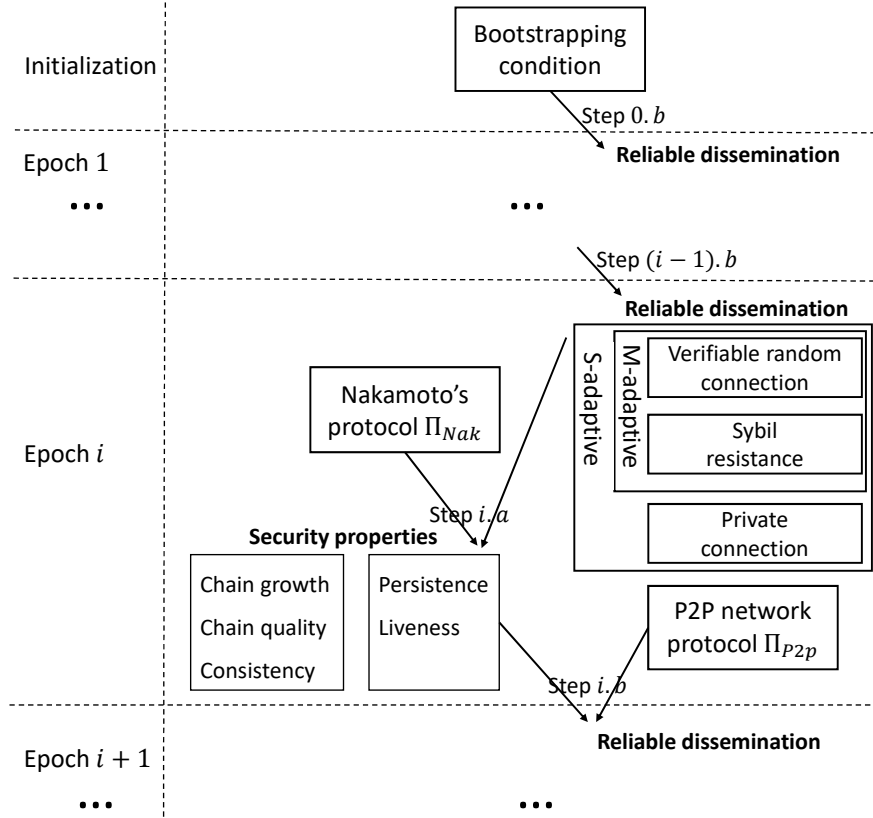 Bootstrapping
condition
Initialization
Step 0. b
Reliable dissemination
Epoch 1
...
...
Step (i − 1). b
Reliable dissemination
S-adaptive
M-adaptive
Verifiable random
connection
Sybil
resistance
Private
connection
Nakamoto's
protocol Π_Nak
Epoch i
Step i. a
Security properties
Chain growth
Chain quality
Consistency
Persistence
Liveness
P2P network
protocol Π_P2p
Step i. b
Reliable dissemination
Epoch i + 1
...
...